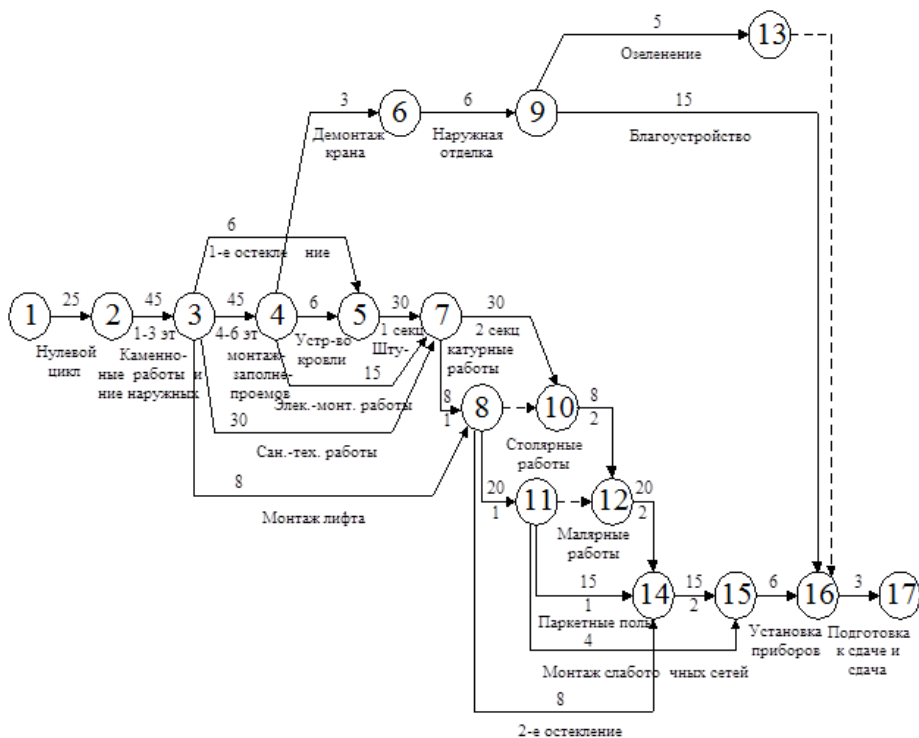 5
13
Озеленение
3
6
6
9
15
Демонтаж
крана
Наружная
отделка
Благоустройство
6
1-е остекле ние
1
25
2
45
3
45
4
6
5
30
7
30
1-3 эт
4-6 эт
1 секц
2 секц
Нулевой
цикл
Каменно-
ные работы и
ние наружных
монтаж-
заполне-
проемов
Устр-во
кровли
Шту-
катурные
работы
15
Элек.-монт. работы
8
1
8
10
8
2
30
Сан.-тех. работы
Столярные
работы
8
Монтаж лифта
20
1
11
12
20
2
Малярные
работы
15
1
14
15
2
15
6
16
3
17
Паркетные полы
4
Установка
приборов
Подготовка
к сдаче и
сдача
Монтаж слабото чных сетей
8
2-е остекление